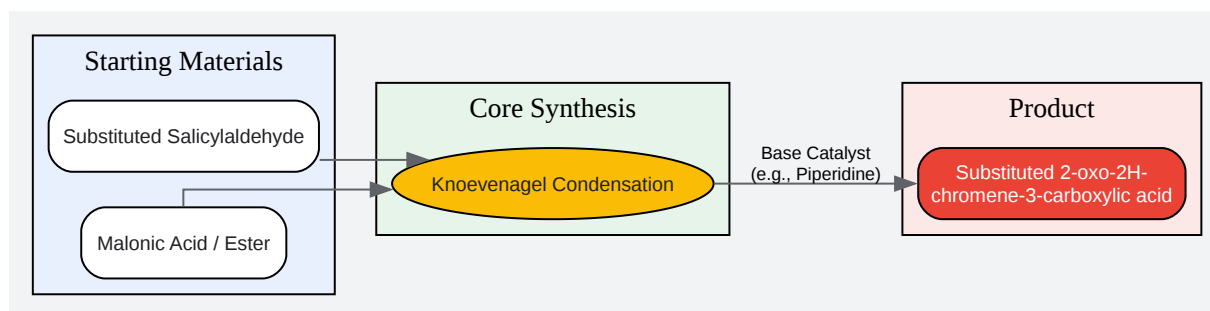 Starting Materials
Substituted Salicylaldehyde
Malonic Acid / Ester
Core Synthesis
Knoevenagel Condensation
Base Catalyst
(e.g., Piperidine)
Product
Substituted 2-oxo-2H-
chromene-3-carboxylic acid